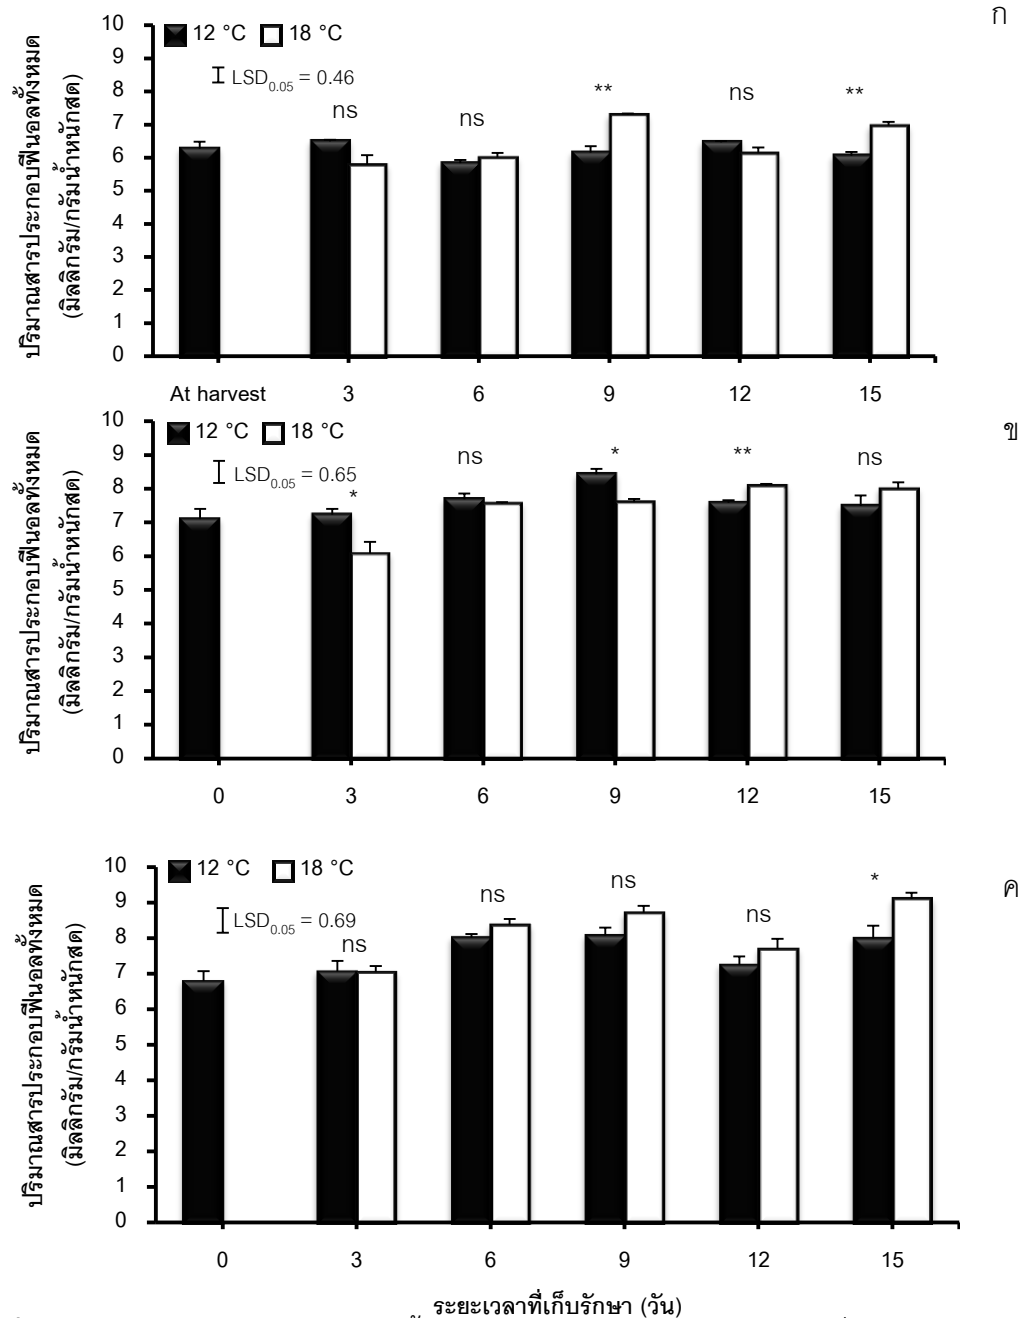 ก
ปริมาณสารประกอบฟีนอลทั้งหมด
(มิลลิกรัม/กรัมน้ำหนักสด)
10
9
8
7
6
5
4
3
2
1
0
12 °C 18 °C
LSD0.05 = 0.46
ns ns ** ns **
At harvest 3 6 9 12 15
ข
ปริมาณสารประกอบฟีนอลทั้งหมด
(มิลลิกรัม/กรัมน้ำหนักสด)
10
9
8
7
6
5
4
3
2
1
0
12 °C 18 °C
LSD0.05 = 0.65
* ns * ** ns
0 3 6 9 12 15
ค
ปริมาณสารประกอบฟีนอลทั้งหมด
(มิลลิกรัม/กรัมน้ำหนักสด)
10
9
8
7
6
5
4
3
2
1
0
12 °C 18 °C
LSD0.05 = 0.69
ns ns ns ns *
0 3 6 9 12 15
ระยะเวลาที่เก็บรักษา (วัน)